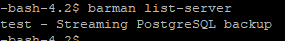 -bash-4.2$ barman list-server
test - Streaming PostgreSQL backup
-bash-4.2$